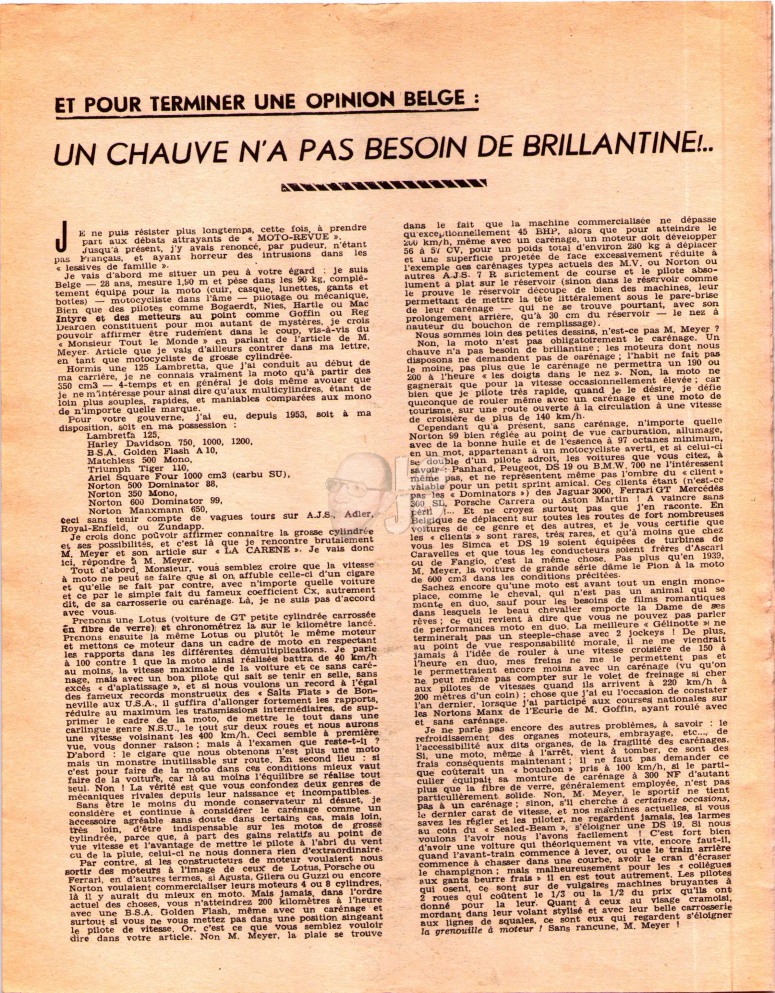 ET POUR TERMINER UNE OPINION BELGE :
UN CHAUVE N'A PAS BESOIN DE BRILLANTINE!..
JE ne puis résister plus longtemps, cette fois, à prendre
part aux débats attrayants de « MOTO-REVUE ».
Jusqu'à présent, j'y avais renoncé, par pudeur, n'étant
pas Français, et ayant horreur des intrusions dans les
« lessives de famille ».
Je vais d'abord me situer un peu à votre égard : je suis
Belge — 28 ans, mesure 1,90 m et pèse dans les 90 kg, complè-
tement équipé pour la moto (cuir, casque, lunettes, gants et
bottes) — motocycliste dans l'âme — pilotage ou mécanique,
Bien que des pilotes comme Bogaerdt, Nies, Hartle ou Mac
Intyre et des metteurs au point comme Goffin ou Reg
Dearden constituent pour moi autant de mystères, je crois
pouvoir affirmer être rudement dans le coup, vis-à-vis du
« Monsieur Tout le Monde » en parlant de l'article de M.
Meyer. Article que je vais d'ailleurs contrer dans ma lettre,
en tant que motocycliste de grosse cylindrée.
Hormis une 125 Lambretta, que j'ai conduit au début de
ma carrière, je ne connais vraiment la moto qu'à partir des
350 cm3 — 4-temps et en général je dois même avouer que
je ne m'intéresse pour ainsi dire qu'aux multicylindres, étant de
loin plus souples, rapides, et maniables comparées aux mono
de n'importe quelle marque.
Pour votre gouverne, j'ai eu, depuis 1953, soit à ma
disposition, soit en ma possession :
Lambretta 125,
Harley Davidson 750, 1000, 1200,
B.S.A. Golden Flash A 10,
Matchless 500 Mono,
Triumph Tiger 110,
Ariel Square Four 1000 cm3 (carbu SU),
Norton 500 Dominator 88,
Norton 350 Mono,
Norton 600 Dominator 99,
Norton Manxmann 650,
ceci sans tenir compte de vagues tours sur A.J.S., Adler,
Royal-Enfield, ou Zundapp.
Je crois donc pouvoir affirmer connaître la grosse cylindrée
et ses possibilités, et c'est là que je rencontre brutalement
M. Meyer et son article sur « LA CARENE ». Je vais donc
ici, répondre à M. Meyer.
Tout d'abord, Monsieur, vous semblez croire que la vitesse
à moto ne peut se faire que si on affuble celle-ci d'un cigare
et qu'elle se fait par contre, avec n'importe quelle voiture
et ce par le simple fait du fameux coefficient Cx, autrement
dit, de sa carrosserie ou carénage. Là, je ne suis pas d'accord
avec vous.
Prenons une Lotus (voiture de GT petite cylindrée carrossée
en fibre de verre) et chronométrez la sur le kilomètre lancé.
Prenons ensuite la même Lotus ou plutôt le même moteur
et mettons ce moteur dans un cadre de moto en respectant
les rapports dans les différentes démultiplications. Je parie
à 100 contre 1 que la moto ainsi réalisée battra de 40 km/h
au moins, la vitesse maximale de la voiture et ce sans caré-
nage, mais avec un bon pilote qui sait se tenir en selle, sans
excès « d'aplatissage », et si nous voulons un record à l'égal
des fameux records monstrueux des « Salts Flats » de Bon-
neville aux U.S.A., il suffira d'alonger fortement les rapports,
réduire au maximum les transmissions intermédiaires, de sup-
primer le cadre de la moto, de mettre le tout dans une
carlingue genre N.S.U., le tout sur deux roues et nous aurons
une vitesse voisinant les 400 km/h. Ceci semble à première
vue, vous donner raison ; mais à l'examen que reste-t-il ?
D'abord : le cigare que nous obtenons n'est plus une moto
mais un monstre inutilisable sur route. En second lieu : si
c'est pour faire de la moto dans ces conditions mieux vaut
faire de la voiture, car là au moins l'équilibre se réalise tout
seul. Non ! La vérité est que vous confondez deux genres de
mécaniques rivales depuis leur naissance et incompatibles.
Sans être le moins du monde conservateur ni désuet, je
considère et continue à considérer le carénage comme un
accessoire agréable sans doute dans certains cas, mais loin,
très loin, d'être indispensable sur les motos de grosse
cylindrée, parce que, à part des gains relatifs au point de
vue vitesse et l'avantage de mettre le pilote à l'abri du vent
ou de la pluie, celui-ci ne nous donnera rien d'extraordinaire.
Par contre, si les constructeurs de moteur voulaient nous
sortir des moteurs à l'image de ceux de Lotus, Porsche ou
Ferrari, en d'autres termes, si Agusta, Gilera ou Guzzi ou encore
Norton voulaient commercialiser leurs moteurs 4 ou 8 cylindres,
là il y aurait du mieux en moto. Mais jamais, dans l'ordre
actuel des choses, vous n'atteindrez 200 kilomètres à l'heure
avec une B.S.A. Golden Flash, même avec un carénage et
surtout si vous ne vous mettez pas dans une position singeant
le pilote de vitesse. Or, c'est ce que vous semblez vouloir
dire dans votre article. Non M. Meyer, la plaie se trouve
dans le fait que la machine commercialisée ne dépasse
qu'exceptionnellement 45 BHP, alors que pour atteindre le
200 km/h, même avec un carénage, un moteur doit développer
56 à 57 CV, pour un poids total d'environ 280 kg à déplacer
et une superficie projetée de face excessivement réduite à
l'exemple des carénages types actuels des M.V. ou Norton ou
autres A.J.S. 7 R strictement de course et le pilote abso-
lument a plat sur le réservoir (sinon dans le réservoir comme
le prouve le réservoir découpé de bien des machines, leur
permettant de mettre la tête littéralement sous le pare-brise
de leur carénage — qui ne se trouve pourtant, avec son
prolongement arrière, qu'à 30 cm du réservoir — le nez à
hauteur du bouchon de remplissage).
Nous sommes loin des petites dessins, n'est-ce pas M. Meyer ?
Non, la moto n'est pas obligatoirement le carénage. Un
chauve n'a pas besoin de brillantine ; les moteurs dont nous
disposons ne demandent pas de carénage ; l'habit ne fait pas
le moine, pas plus que le carénage ne permettra un 190 ou
200 à l'heure « les doigts dans le nez ». Non, la moto ne
gagnerait que pour la vitesse occasionnellement élevée ; car
bien que je pilote très rapide, quand je le désire, je défie
quiconque de rouler même avec un carénage et une moto de
tourisme, sur une route ouverte à la circulation à une vitesse
de croisière de plus de 140 km/h.
Cependant qu'à présent, sans carénage, n'importe quelle
Norton 99 bien réglée au point de vue carburation, allumage,
avec de la bonne huile et de l'essence à 97 octanes minimum,
en un mot, appartenant à un motocycliste averti, et si celui-ci
se double d'un pilote adroit, les voitures que vous citez, à
savoir : Panhard, Peugeot, DS 19 ou B.M.W. 700 ne l'intéressent
même pas, et ne représentent même pas l'ombre du « client »
valable pour un petit sprint amical. Ces clients étant (n'est-ce
pas les « Dominators ») des Jaguar 3000, Ferrari GT Mercédès
300 SL, Porsche Carrera ou Aston Martin ! A vaincre sans
péril !... Et ne croyez surtout pas que j'en raconte. En
Belgique se déplacent sur toutes les routes de fort nombreuses
voitures de ce genre et des autres, et je vous certifie que
les « clients » sont rares, très rares, et qu'à moins que chez
vous les Simca et DS 19 soient équipées de turbines de
Caravelles et que tous les conducteurs soient frères d'Ascari
ou de Fangio, c'est la même chose. Pas plus qu'en 1939,
M. Meyer, la voiture de grande série dâme le Pion à la moto
de 600 cm3 dans les conditions précitées.
Sachez encore qu'une moto est avant tout un engin mono-
place, comme le cheval, qui n'est pas un animal qui se
monte en duo, sauf pour les besoins de films romantiques
dans lesquels le beau chevalier emporte la Dame de ses
rêves ; ce qui revient à dire que vous ne pouvez pas parler
de performances moto en duo. La meilleure « Gélinotte » ne
terminerait pas un steeple-chase avec 2 jockeys ! De plus,
au point de vue responsabilité morale, il ne me viendrait
jamais à l'idée de rouler à une vitesse croisière de 150 à
l'heure en duo, mes freins ne me le permettent pas et
le permettraient encore moins avec un carénage (vu qu'on
ne peut même pas compter sur le volet de freinage si cher
aux pilotes de vitesses quand ils arrivent à 220 km/h à
200 mètres d'un coin) ; chose que j'ai eu l'occasion de constater
l'an dernier, lorsque j'ai participé aux courses nationales sur
les Nortons Manx de l'Ecurie de M. Goffin, ayant roulé avec
et sans carénage.
Je ne parle pas encore des autres problèmes, à savoir : le
refroidissement des organes moteurs, embrayage, etc..., de
l'accessibilité aux dits organes, de la fragilité des carénages.
Si, une moto, même à l'arrêt, vient à tomber, ce sont des
frais conséquents maintenant ; il ne faut pas demander ce
que coûterait un « bouchon » pris à 100 km/h, si le parti-
culier équipait sa monture de carénage à 300 NF d'autant
plus que la fibre de verre, généralement employée, n'est pas
particulièrement solide. Non, M. Meyer, le sportif ne tient
pas à un carénage ; sinon, s'il cherche à certaines occasions,
le dernier carat de vitesse, et nos machines actuelles, si vous
savez les régler et les piloter, ne regardent jamais, les larmes
au coin du « Sealed-Beam », s'éloigner une DS 19. Si nous
voulons l'avoir nous l'avons facilement ! C'est fort bien
d'avoir une voiture qui théoriquement va vite, encore faut-il,
quand l'avant-train commence à lever, ou que le train arrière
commence à chasser dans une courbe, avoir le cran d'écraser
le champignon ; mais malheureusement pour les « collègues
aux gants beurre frais » il en est tout autrement. Les pilotes
qui osent, ce sont sur de vulgaires machines bruyantes à
2 roues qui coûtent le 1/3 ou la 1/2 du prix qu'ils ont
donné pour la leur. Quant à ceux au visage cramoisi,
mordant dans leur volant stylisé et avec leur belle carrosserie
aux lignes de squales, ce sont eux qui regardent s'éloigner
la grenouille à moteur ! Sans rancune, M. Meyer !